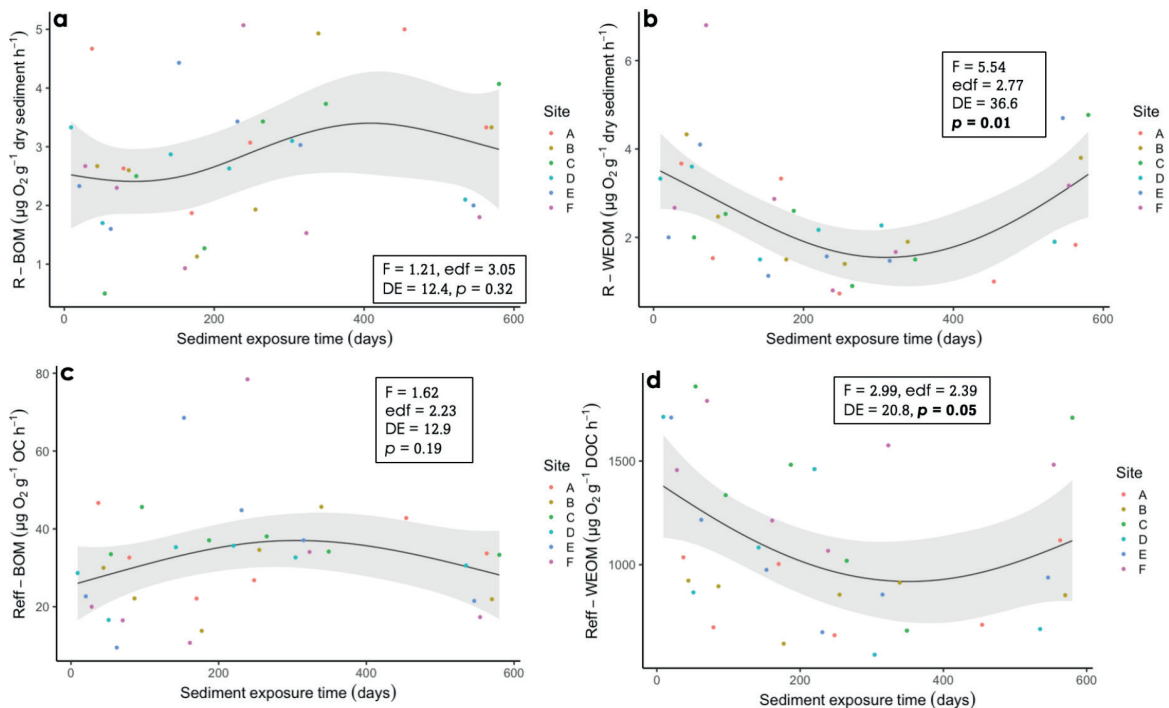 a
R – BOM (µg O₂ g⁻¹ dry sediment h⁻¹)
5
4
3
2
1
F = 1.21, edf = 3.05
DE = 12.4, p = 0.32
0
200
400
600
Sediment exposure time (days)
Site
A
B
C
D
E
F
b
R – WEOM (µg O₂ g⁻¹ dry sediment h⁻¹)
6
4
2
F = 5.54
edf = 2.77
DE = 36.6
p = 0.01
0
200
400
600
Sediment exposure time (days)
Site
A
B
C
D
E
F
c
Reff – BOM (µg O₂ g⁻¹ OC h⁻¹)
80
60
40
20
F = 1.62
edf = 2.23
DE = 12.9
p = 0.19
0
200
400
600
Sediment exposure time (days)
Site
A
B
C
D
E
F
d
Reff – WEOM (µg O₂ g⁻¹ DOC h⁻¹)
1500
1000
F = 2.99, edf = 2.39
DE = 20.8, p = 0.05
0
200
400
600
Sediment exposure time (days)
Site
A
B
C
D
E
F